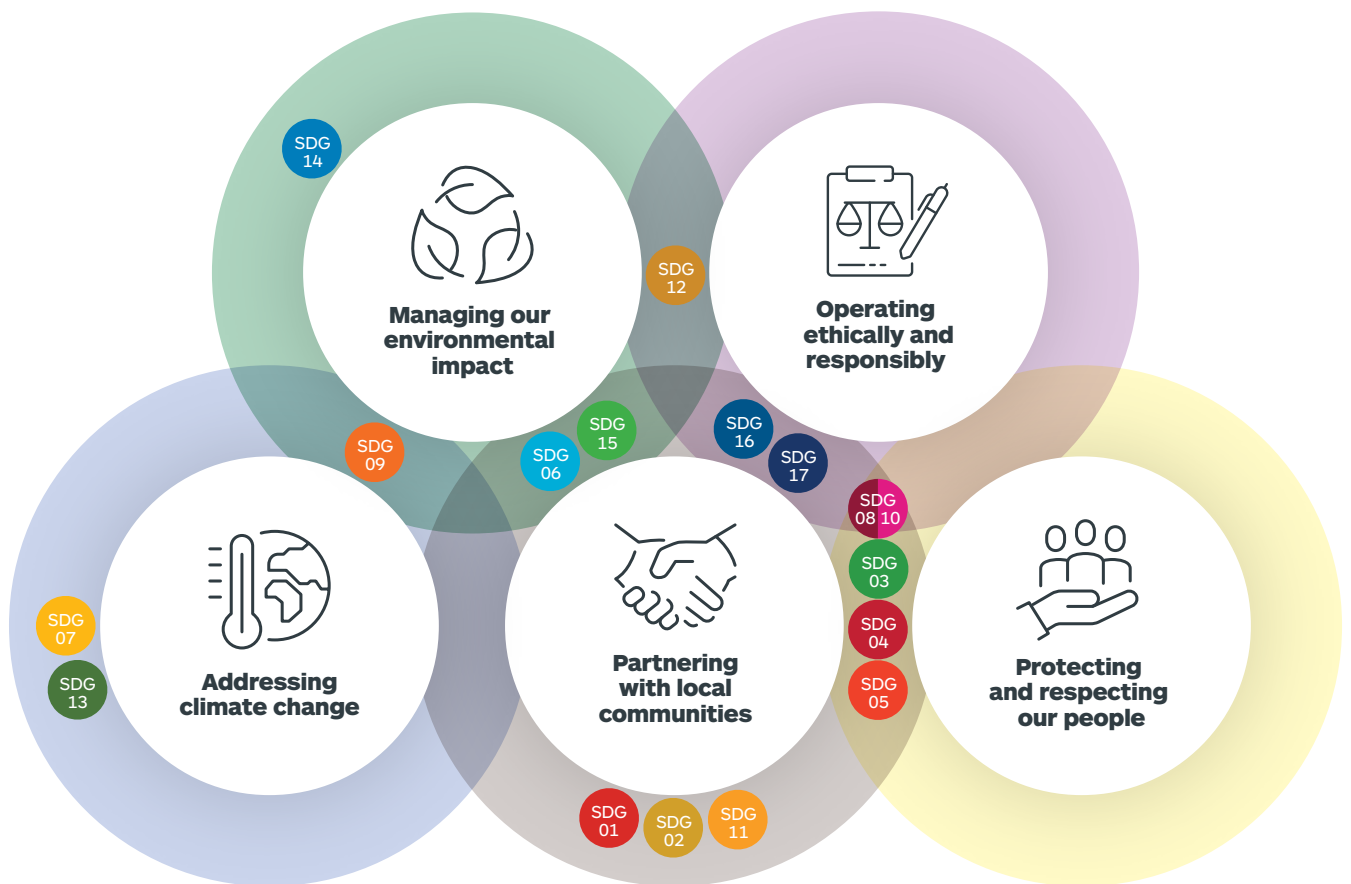 SDG
14
Managing our
environmental
impact
SDG
12
Operating
ethically and
responsibly
SDG
09
SDG
06
SDG
15
SDG
16
SDG
17
SDG
08 10
SDG
03
SDG
04
SDG
05
SDG
07
SDG
13
Addressing
climate change
Partnering
with local
communities
Protecting
and respecting
our people
SDG
01
SDG
02
SDG
11